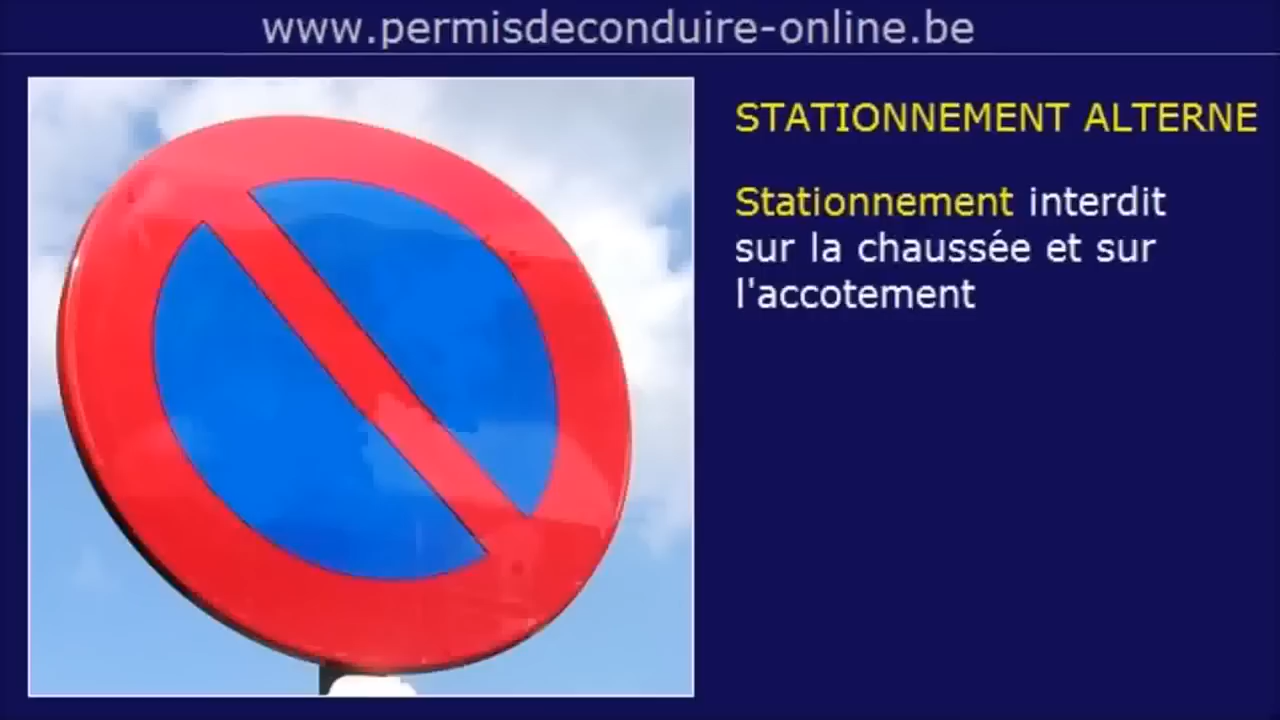 www.permisdeconduire-online.be
STATIONNEMENT ALTERNE
Stationnement interdit
sur la chaussée et sur
l'accotement